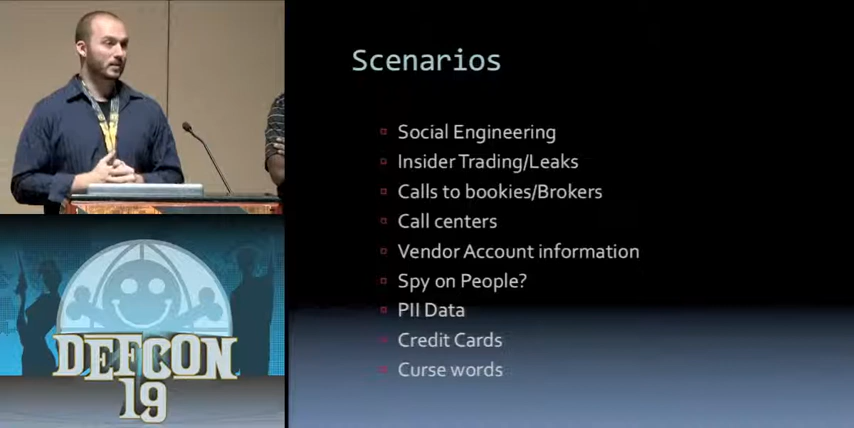 Scenarios
Social Engineering
Insider Trading/Leaks
Calls to bookies/Brokers
Call centers
Vendor Account information
Spy on People?
PII Data
Credit Cards
Curse words
DEFCON
19